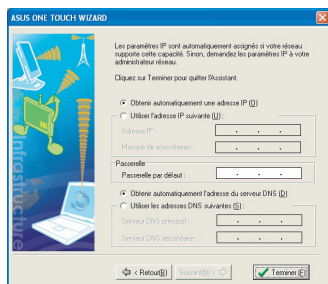 ASUS ONE TOUCH WIZARD
Les paramètres IP sont automatiquement assignés si votre réseau
supporte cette capacité. Sinon, demandez les paramètres IP à votre
administrateur réseau.
Cliquez sur Terminer pour quitter l'Assistant.
Obtenir automatiquement une adresse IP (O)
Utiliser l'adresse IP suivante (U) :
Adresse IP :
Masque de sous-réseau :
Passerelle
Passerelle par défaut :
Obtenir automatiquement l'adresse du serveur DNS (D)
Utiliser les adresses DNS suivantes (S) :
Serveur DNS principal :
Serveur DNS secondaire :
Infrastructure
< Retour(B) Suivant(N) > Terminer(F)